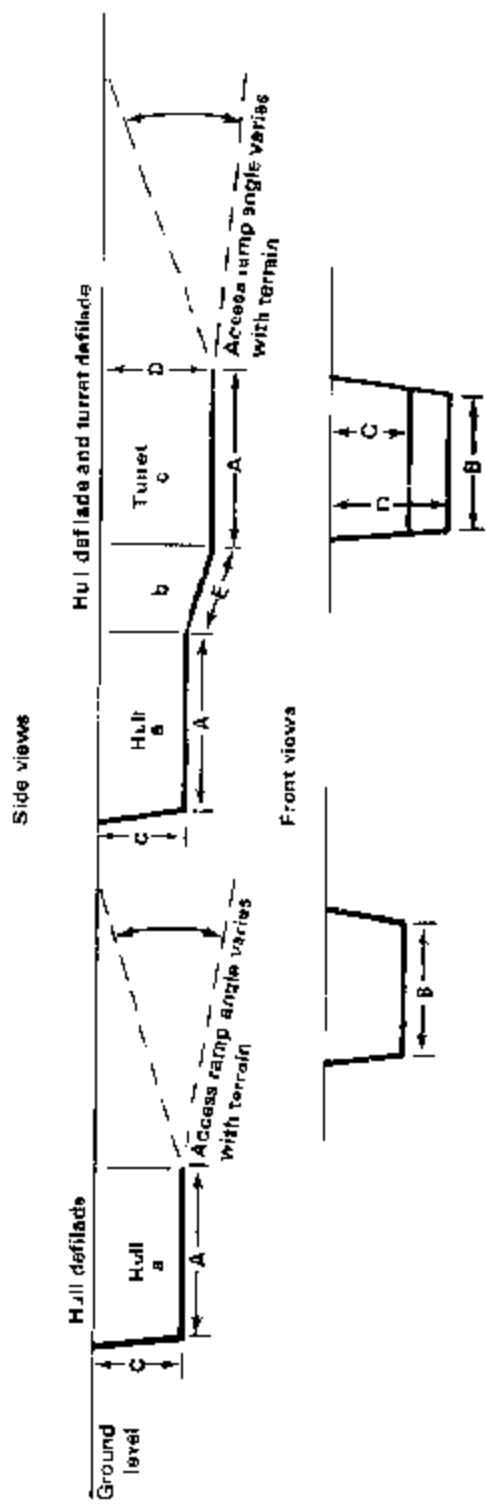 Side views
Hull defilade
Hull defilade and turret defilade
Ground
level
C
Hull
a
A
Access ramp angle varies
with terrain
C
Hull
a
A
b
E
Turret
c
D
A
Access ramp angle varies
with terrain
Front views
B
C
D
B